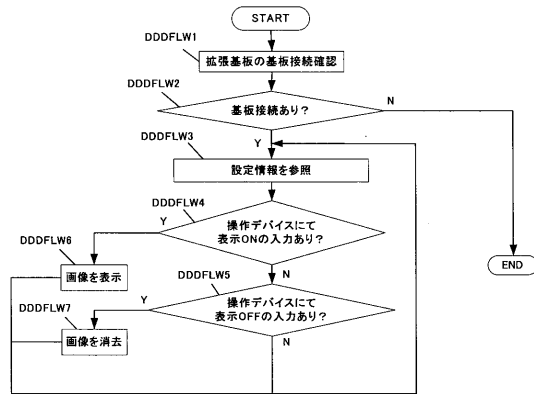 START
DDDFLW1
拡張基板の基板接続確認
DDDFLW2
基板接続あり?
N
Y
DDDFLW3
設定情報を参照
DDDFLW4
操作デバイスにて
表示ONの入力あり?
Y
DDDFLW6
画像を表示
N
END
DDDFLW5
操作デバイスにて
表示OFFの入力あり?
Y
DDDFLW7
画像を消去
N